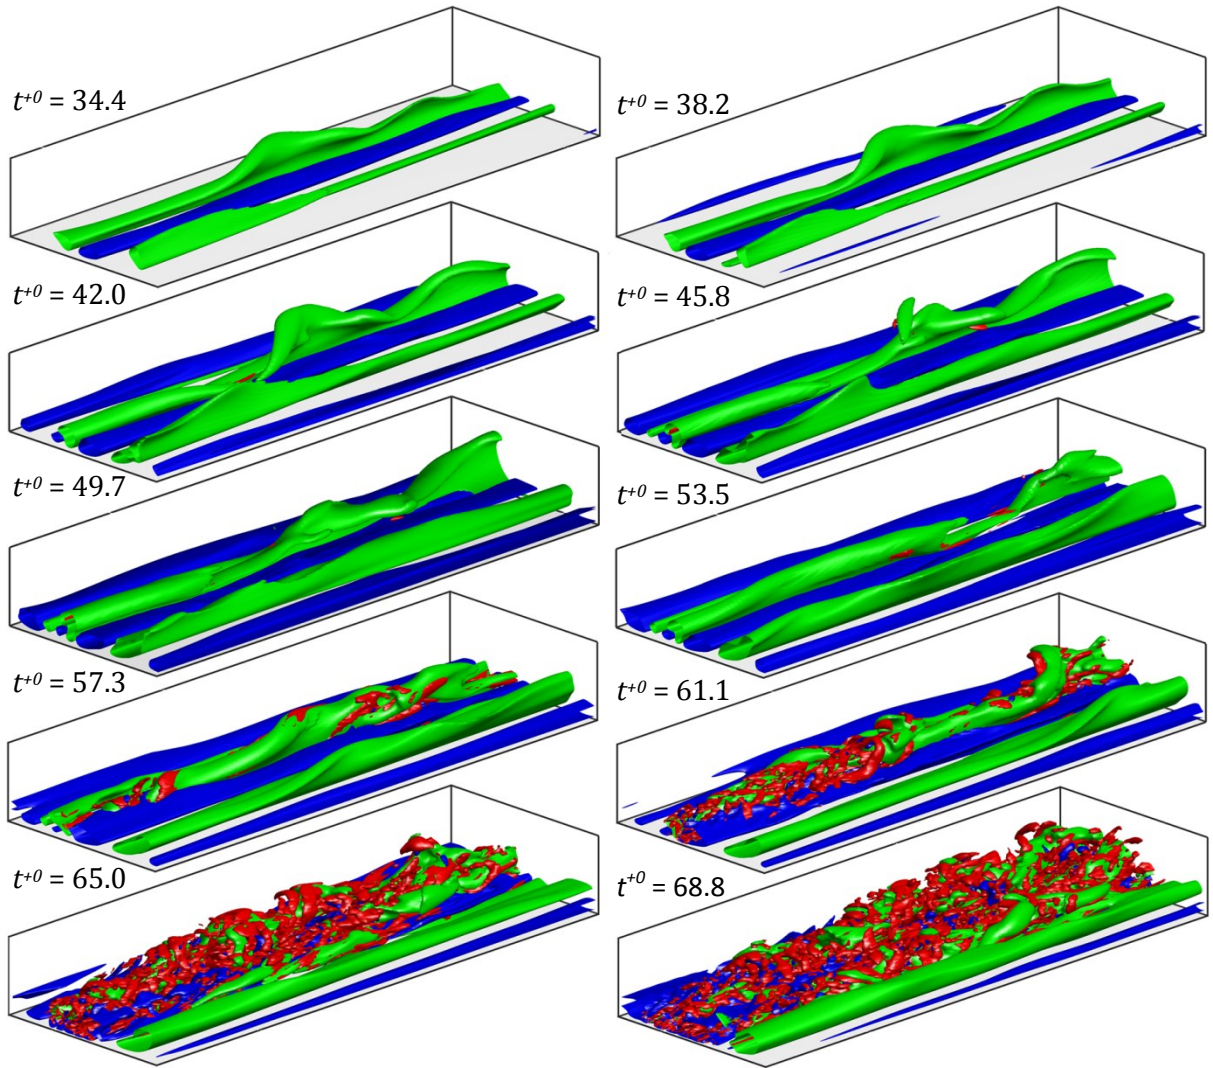 t⁺⁰ = 34.4
t⁺⁰ = 38.2
t⁺⁰ = 42.0
t⁺⁰ = 45.8
t⁺⁰ = 49.7
t⁺⁰ = 53.5
t⁺⁰ = 57.3
t⁺⁰ = 61.1
t⁺⁰ = 65.0
t⁺⁰ = 68.8